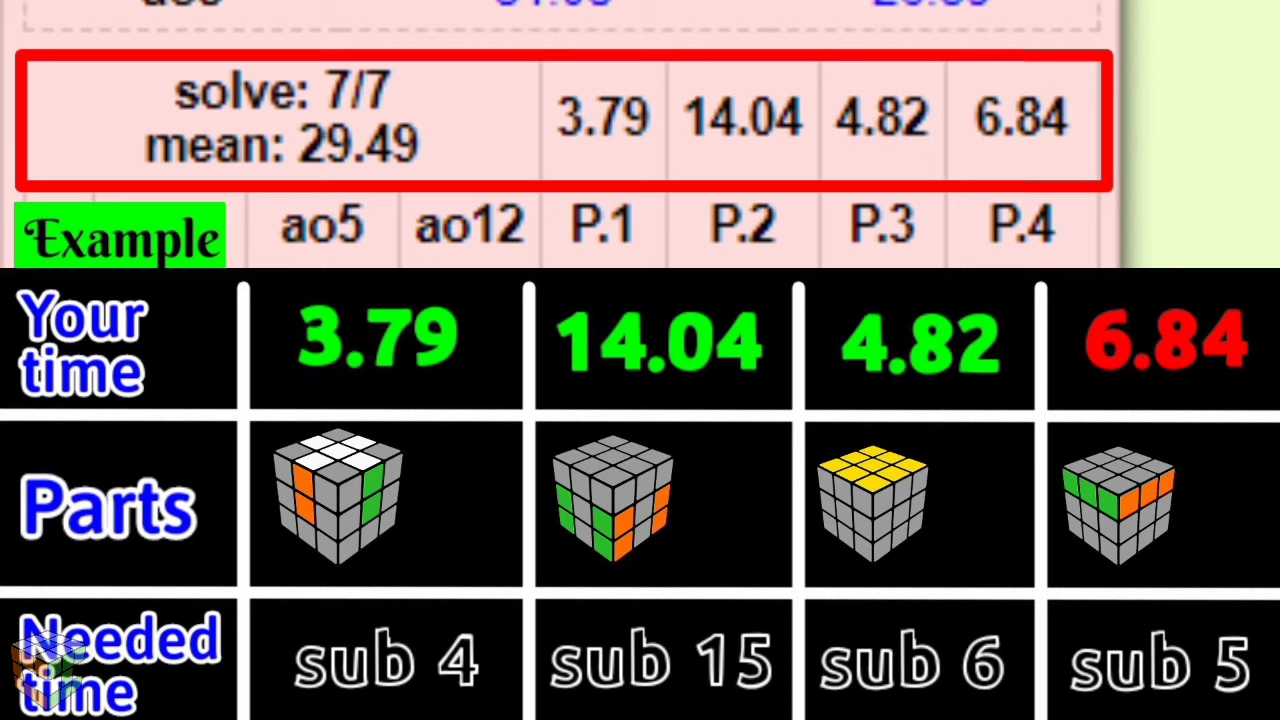 solve: 7/7
mean: 29.49
3.79
14.04
4.82
6.84
Example
ao5
ao12
P.1
P.2
P.3
P.4
Your
time
3.79
14.04
4.82
6.84
Parts
Needed
time
sub 4
sub 15
sub 6
sub 5